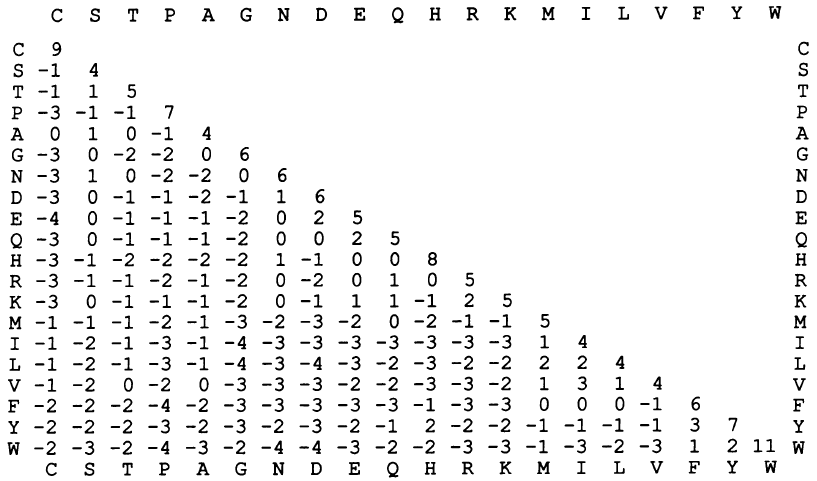 C S T P A G N D E Q H R K M I L V F Y W
C 9 C
S -1 4 S
T -1 1 5 T
P -3 -1 -1 7 P
A 0 1 0 -1 4 A
G -3 0 -2 -2 0 6 G
N -3 1 0 -2 -2 0 6 N
D -3 0 -1 -1 -2 -1 1 6 D
E -4 0 -1 -1 -1 -2 0 2 5 E
Q -3 0 -1 -1 -1 -2 0 0 2 5 Q
H -3 -1 -2 -2 -2 -2 1 -1 0 0 8 H
R -3 -1 -1 -2 -1 -2 0 -2 0 1 0 5 R
K -3 0 -1 -1 -1 -2 0 -1 1 1 -1 2 5 K
M -1 -1 -1 -2 -1 -3 -2 -3 -2 0 -2 -1 -1 5 M
I -1 -2 -1 -3 -1 -4 -3 -3 -3 -3 -3 -3 -3 1 4 I
L -1 -2 -1 -3 -1 -4 -3 -4 -3 -2 -3 -2 -2 2 2 4 L
V -1 -2 0 -2 0 -3 -3 -3 -2 -2 -3 -3 -2 1 3 1 4 V
F -2 -2 -2 -4 -2 -3 -3 -3 -3 -3 -1 -3 -3 0 0 0 -1 6 F
Y -2 -2 -2 -3 -2 -3 -2 -3 -2 -1 2 -2 -2 -1 -1 -1 -1 3 7 Y
W -2 -3 -2 -4 -3 -2 -4 -4 -3 -2 -2 -3 -3 -1 -3 -2 -3 1 2 11 W
C S T P A G N D E Q H R K M I L V F Y W